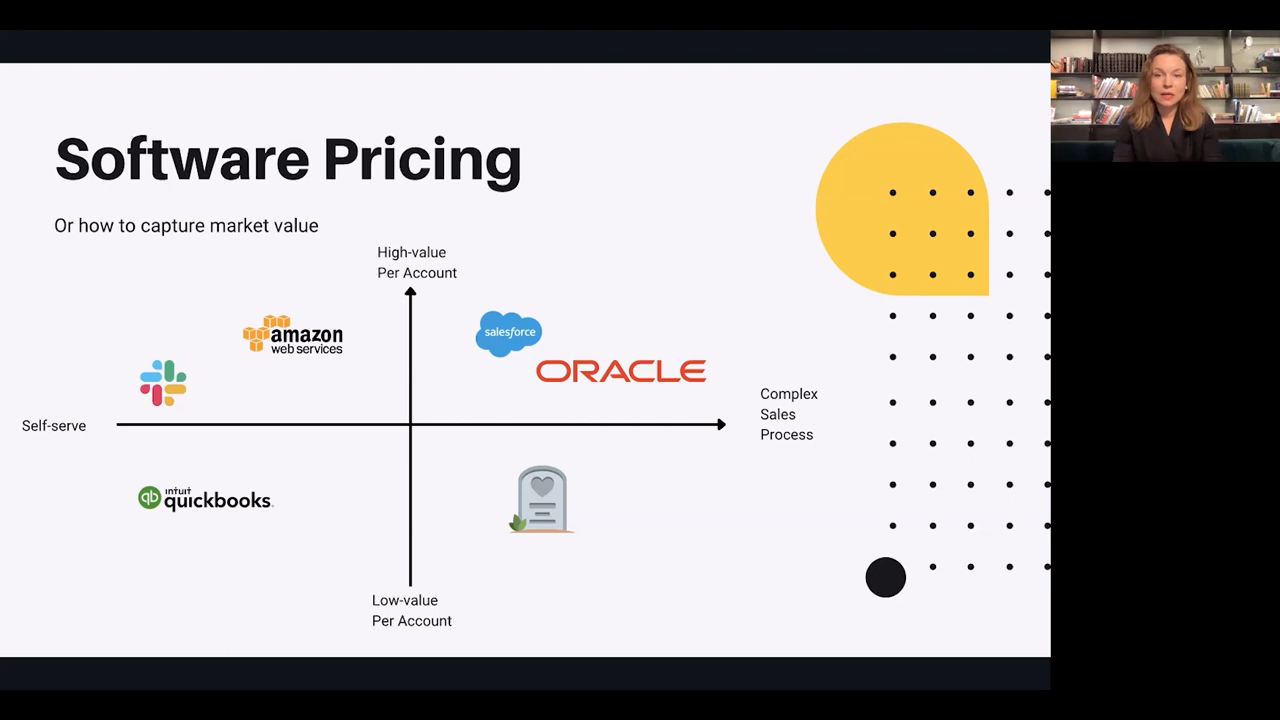 Software Pricing
Or how to capture market value
High-value
Per Account
amazon
web services
salesforce
ORACLE
Complex
Sales
Process
Self-serve
intuit
qb quickbooks
Low-value
Per Account